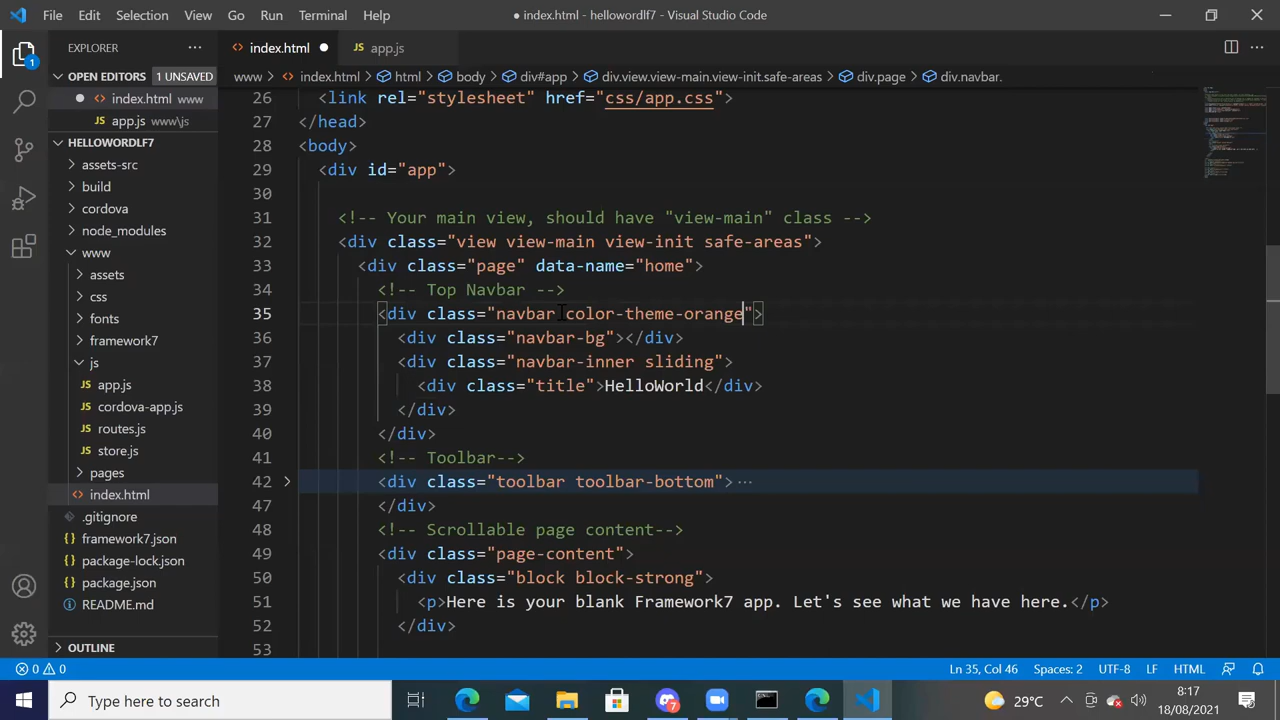 File Edit Selection View Go Run Terminal Help ● index.html - hellowordlf7 - Visual Studio Code
EXPLORER
OPEN EDITORS 1 UNSAVED
index.html www
app.js www\js
HELLOWORDLF7
assets-src
build
cordova
node_modules
www
assets
css
fonts
framework7
js
app.js
cordova-app.js
routes.js
store.js
pages
index.html
.gitignore
framework7.json
package-lock.json
package.json
README.md
OUTLINE
1
index.html app.js
www > index.html > html > body > div#app > div.view.view-main.view-init.safe-areas > div.page > div.navbar.
26 <link rel="stylesheet" href="css/app.css">
27 </head>
28 <body>
29 <div id="app">
30
31 <!-- Your main view, should have "view-main" class -->
32 <div class="view view-main view-init safe-areas">
33 <div class="page" data-name="home">
34 <!-- Top Navbar -->
35 <div class="navbar color-theme-orange">
36 <div class="navbar-bg"></div>
37 <div class="navbar-inner sliding">
38 <div class="title">HelloWorld</div>
39 </div>
40 </div>
41 <!-- Toolbar-->
42 <div class="toolbar toolbar-bottom">···
47 </div>
48 <!-- Scrollable page content-->
49 <div class="page-content">
50 <div class="block block-strong">
51 <p>Here is your blank Framework7 app. Let's see what we have here.</p>
52 </div>
53
0 0 Ln 35, Col 46 Spaces: 2 UTF-8 LF HTML
Type here to search 7 29°C 8:17
18/08/2021 1